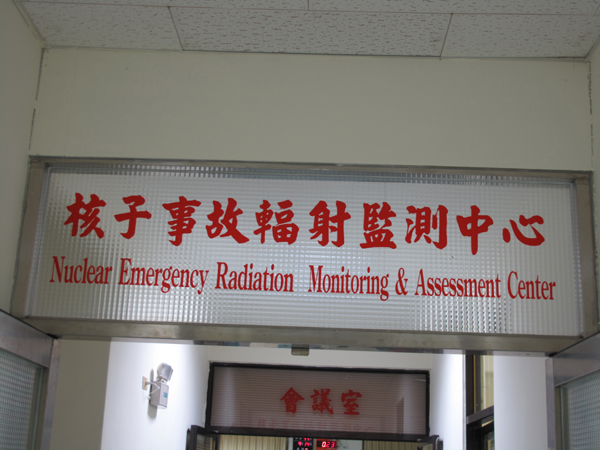 核子事故輻射監測中心
Nuclear Emergency Radiation Monitoring & Assessment Center
會議室